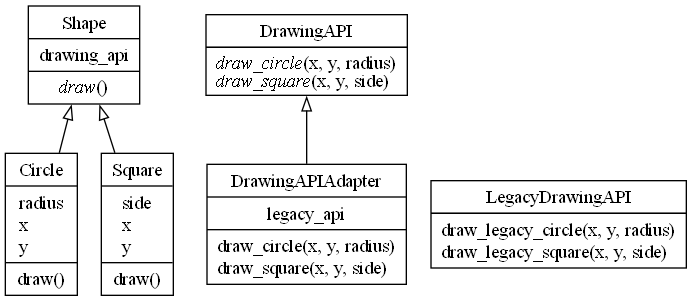 Shape
drawing_api
draw()
DrawingAPI
draw_circle(x, y, radius)
draw_square(x, y, side)
Circle
radius
x
y
draw()
Square
side
x
y
draw()
DrawingAPIAdapter
legacy_api
draw_circle(x, y, radius)
draw_square(x, y, side)
LegacyDrawingAPI
draw_legacy_circle(x, y, radius)
draw_legacy_square(x, y, side)